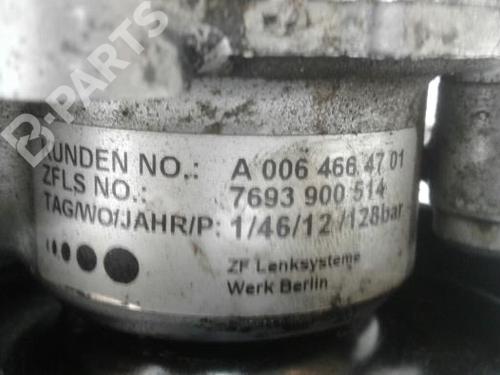 B-PARTS
KUNDEN NO.: A 006 466 47 01
ZFLS NO.: 7693 900 514
TAG/WO/JAHR/P: 1/46/12/128bar
ZF Lenksysteme
Werk Berlin